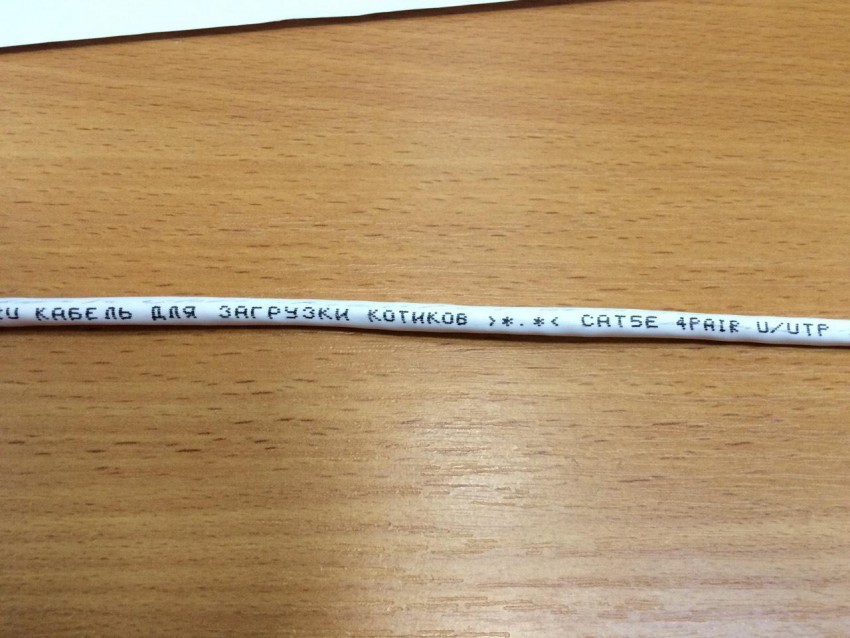 КАБЕЛЬ ДЛЯ ЗАГРУЗКИ КОТИКОВ >*.*< CAT5E 4PAIR U/UTP